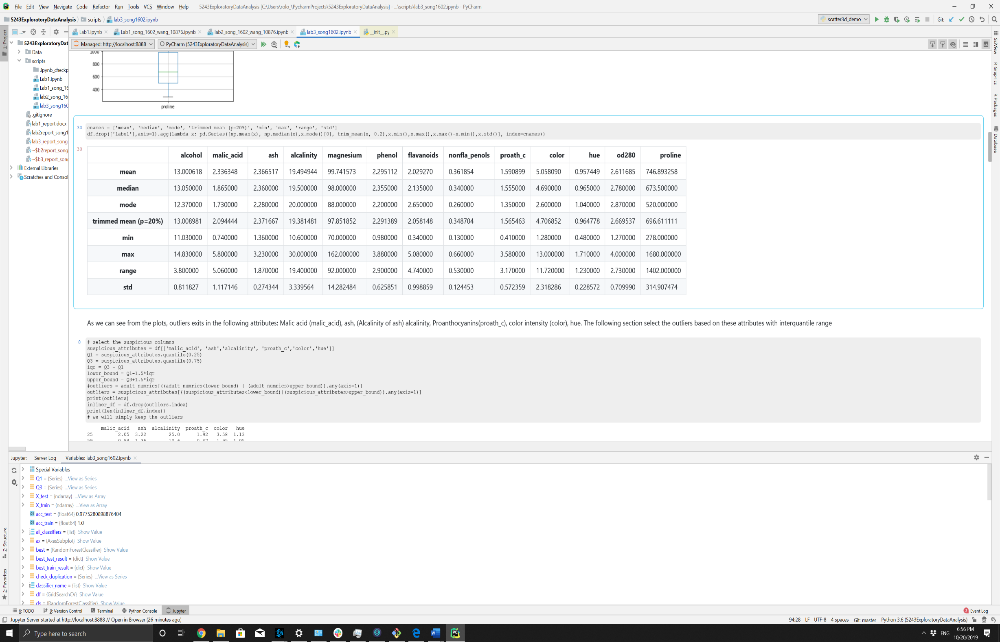 File Edit View Navigate Code Refactor Run Tools VCS Window Help 5243ExploratoryDataAnalysis [C:\Users\rolo_\PycharmProjects\5243ExploratoryDataAnalysis] - ...\scripts\lab3_song1602.ipynb - PyCharm
5243ExploratoryDataAnalysis scripts lab3_song1602.ipynb scatter3d_demo Git:
1: Project
Lab1.ipynb Lab1_song_1602_wang_10876.ipynb lab2_song_1602_wang_10876.ipynb lab3_song1602.ipynb __init__.py
5243ExploratoryDat
Data
scripts
.ipynb_checkp
Lab1.ipynb
Lab1_song_16
lab2_song_16
lab3_song160
.gitignore
lab1_report.docx
lab2report_song1
lab3_report_song
~$b2report_song
~$b3_report_song
External Libraries
Scratches and Consol
Managed: http://localhost:8888 PyCharm (5243ExploratoryDataAnalysis)
1000
800
600
400
proline
30 cnames = ['mean', 'median', 'mode', 'trimmed mean (p=20%)', 'min', 'max', 'range', 'std']
df.drop(['label'],axis=1).agg(lambda x: pd.Series([np.mean(x), np.median(x),x.mode()[0], trim_mean(x, 0.2),x.min(),x.max(),x.max()-x.min(),x.std()], index=cnames))
30
alcohol malic_acid ash alcalinity magnesium phenol flavanoids nonfla_penols proath_c color hue od280 proline
mean 13.000618 2.336348 2.366517 19.494944 99.741573 2.295112 2.029270 0.361854 1.590899 5.058090 0.957449 2.611685 746.893258
median 13.050000 1.865000 2.360000 19.500000 98.000000 2.355000 2.135000 0.340000 1.555000 4.690000 0.965000 2.780000 673.500000
mode 12.370000 1.730000 2.280000 20.000000 88.000000 2.200000 2.650000 0.260000 1.350000 2.600000 1.040000 2.870000 520.000000
trimmed mean (p=20%) 13.008981 2.094444 2.371667 19.381481 97.851852 2.291389 2.058148 0.348704 1.565463 4.706852 0.964778 2.669537 696.611111
min 11.030000 0.740000 1.360000 10.600000 70.000000 0.980000 0.340000 0.130000 0.410000 1.280000 0.480000 1.270000 278.000000
max 14.830000 5.800000 3.230000 30.000000 162.000000 3.880000 5.080000 0.660000 3.580000 13.000000 1.710000 4.000000 1680.000000
range 3.800000 5.060000 1.870000 19.400000 92.000000 2.900000 4.740000 0.530000 3.170000 11.720000 1.230000 2.730000 1402.000000
std 0.811827 1.117146 0.274344 3.339564 14.282484 0.625851 0.998859 0.124453 0.572359 2.318286 0.228572 0.709990 314.907474
As we can see from the plots, outliers exits in the following attributes: Malic acid (malic_acid), ash, (Alcalinity of ash) alcalinity, Proanthocyanins(proath_c), color intensity (color), hue. The following section select the outliers based on these attributes with interquantile range
8 # select the suspicious columns
suspicious_attributes = df[['malic_acid', 'ash','alcalinity', 'proath_c','color','hue']]
Q1 = suspicious_attributes.quantile(0.25)
Q3 = suspicious_attributes.quantile(0.75)
iqr = Q3 - Q1
lower_bound = Q1-1.5*iqr
upper_bound = Q3+1.5*iqr
#outliers = adult_numrics[((adult_numrics<lower_bound) | (adult_numrics>upper_bound)).any(axis=1)]
outliers = suspicious_attributes[((suspicious_attributes<lower_bound)|(suspicious_attributes>upper_bound)).any(axis=1)]
print(outliers)
inliner_df = df.drop(outliers.index)
print(len(inliner_df.index))
# we will simply keep the outliers
malic_acid ash alcalinity proath_c color hue
25 2.05 3.22 25.0 1.92 3.58 1.13
59 0.94 1.36 10.6 0.42 1.95 1.05
SciView
R Graphics
R Packages
Database
Jupyter: Server Log Variables: lab3_song1602.ipynb
Special Variables
Q1 = {Series} ...View as Series
Q3 = {Series} ...View as Series
X_test = {ndarray} ...View as Array
X_train = {ndarray} ...View as Array
acc_test = {float64} 0.9775280898876404
acc_train = {float64} 1.0
all_classifiers = {list} Show Value
ax = {AxesSubplot} Show Value
best = {RandomForestClassifier} Show Value
best_test_result = {dict} Show Value
best_train_result = {dict} Show Value
check_duplication = {Series} ...View as Series
classifier_name = {list} Show Value
clf = {GridSearchCV} Show Value
cls = {RandomForestClassifier} Show Value
Z: Structure
2: Favorites
6: TODO 9: Version Control Terminal Python Console Jupyter 2 Event Log
Jupyter Server started at http://localhost:8888 // Open in Browser (26 minutes ago) 94:28 LF UTF-8 4 spaces Git: master Python 3.6 (5243ExploratoryDataAnalysis)
Type here to search ENG 6:56 PM
10/20/2019